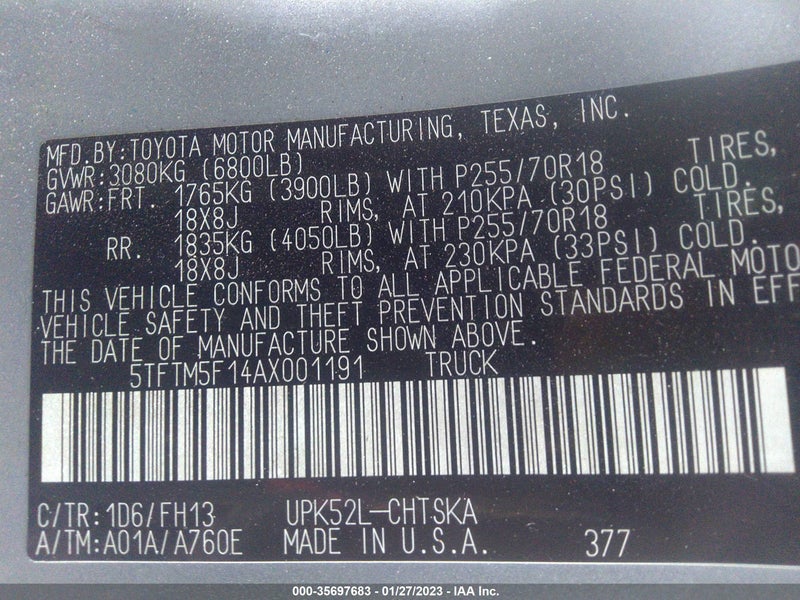 MFD.BY:TOYOTA MOTOR MANUFACTURING, TEXAS, INC.
GVWR:3080KG (6800LB)
GAWR:FRT. 1765KG (3900LB) WITH P255/70R18 TIRES,
18X8J RIMS, AT 210KPA (30PSI) COLD.
RR. 1835KG (4050LB) WITH P255/70R18 TIRES,
18X8J RIMS, AT 230KPA (33PSI) COLD.
THIS VEHICLE CONFORMS TO ALL APPLICABLE FEDERAL MOTO
VEHICLE SAFETY AND THEFT PREVENTION STANDARDS IN EFF
THE DATE OF MANUFACTURE SHOWN ABOVE.
5TFTM5F14AX001191 TRUCK
C/TR:1D6/FH13 UPK52L-CHTSKA
A/TM:A01A/A760E MADE IN U.S.A. 377
000-35697683 - 01/27/2023 - IAA Inc.